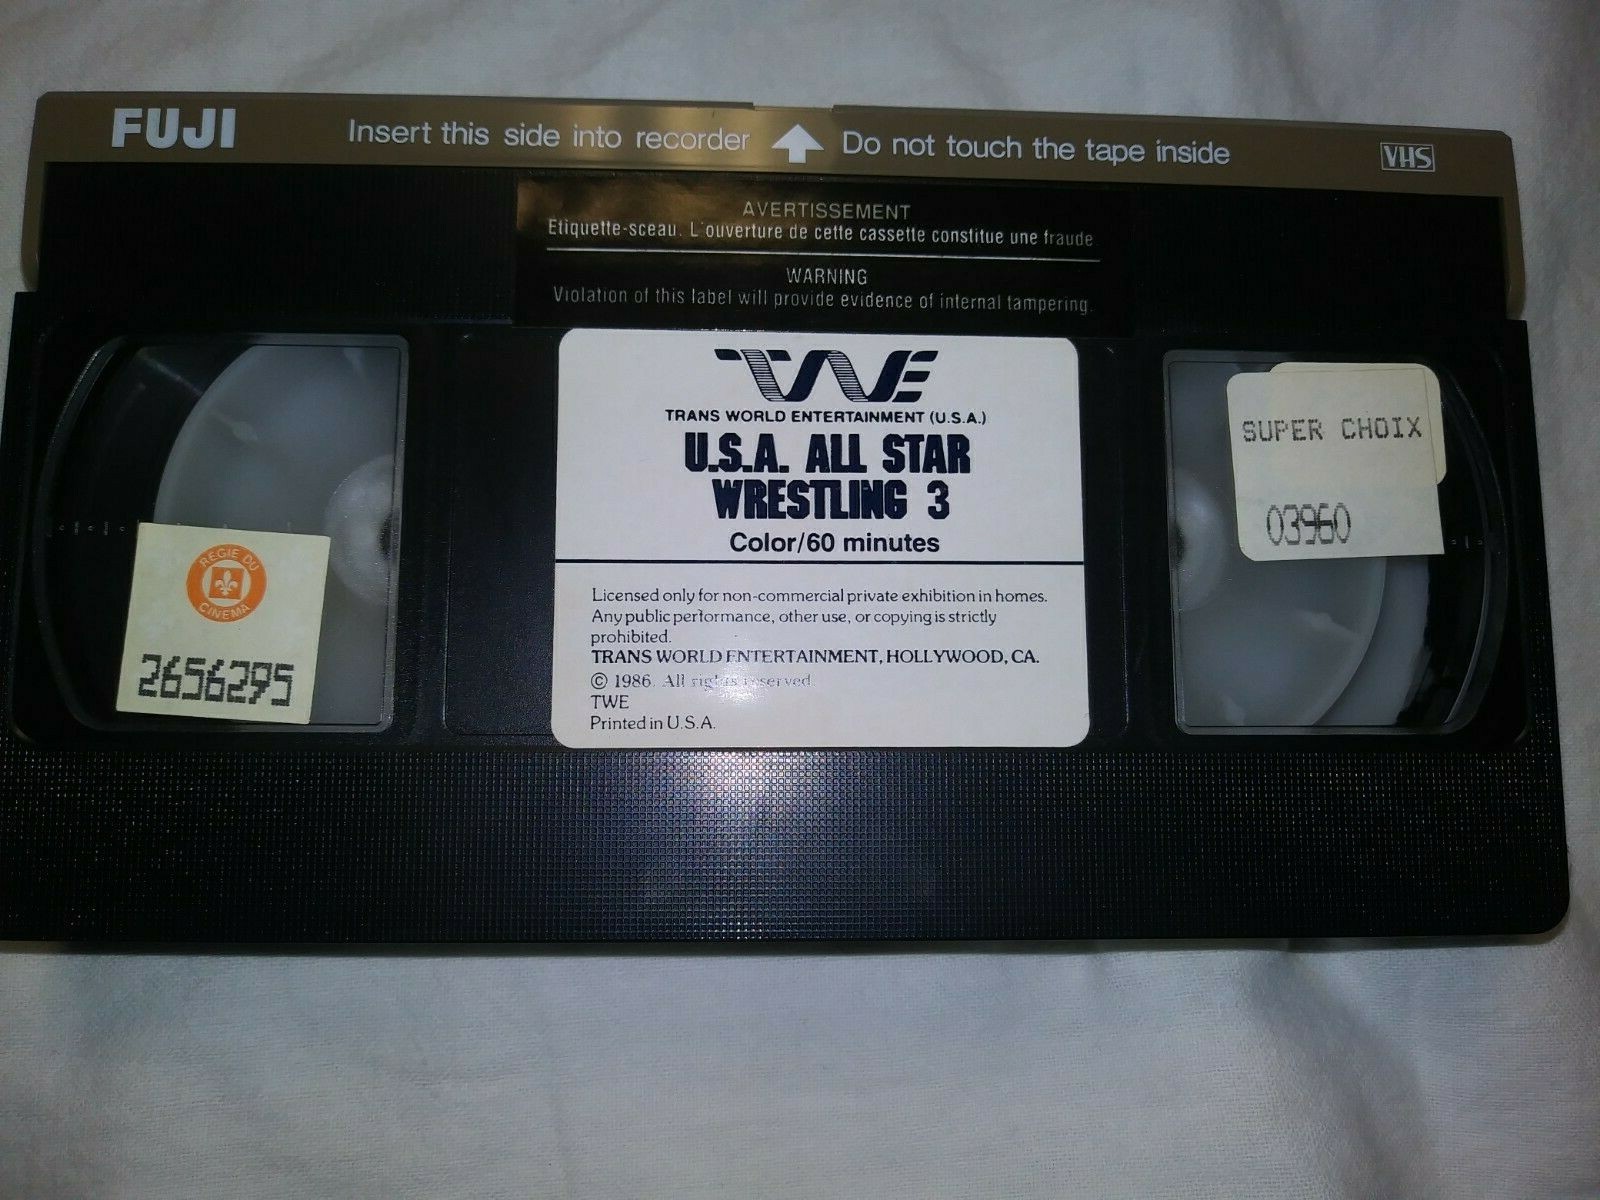 FUJI
Insert this side into recorder
Do not touch the tape inside
VHS
AVERTISSEMENT
Etiquette-sceau. L'ouverture de cette cassette constitue une fraude.
WARNING
Violation of this label will provide evidence of internal tampering.
TWE
TRANS WORLD ENTERTAINMENT (U.S.A.)
U.S.A. ALL STAR
WRESTLING 3
Color/60 minutes
Licensed only for non-commercial private exhibition in homes.
Any public performance, other use, or copying is strictly
prohibited.
TRANS WORLD ENTERTAINMENT, HOLLYWOOD, CA.
© 1986. All rights reserved.
TWE
Printed in U.S.A.
REGIE DU
CINEMA
2656295
SUPER CHOIX
03960